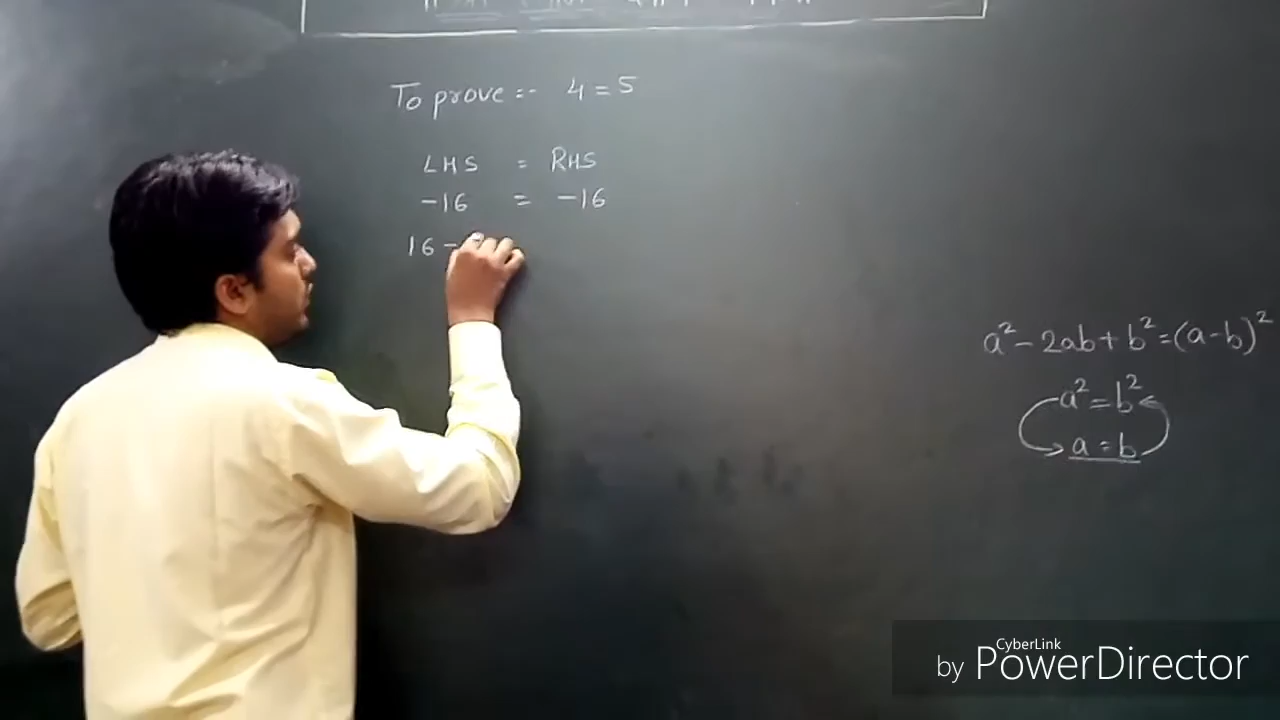 To prove :- 4 = 5
LHS = RHS
-16 = -16
16 -
a² - 2ab + b² = (a-b)²
a² = b²
a = b
CyberLink
by PowerDirector